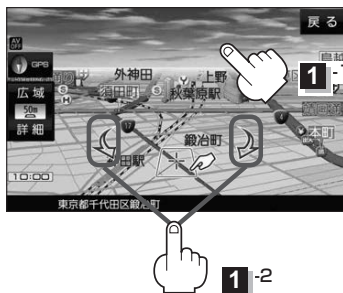 AV OFF
戻る
GPS
外神田
上野
広域
須田町
秋葉原駅
1
50m
詳細
鍛冶町
本町
田駅
10:00
東京都千代田区鍛冶町
1 -2